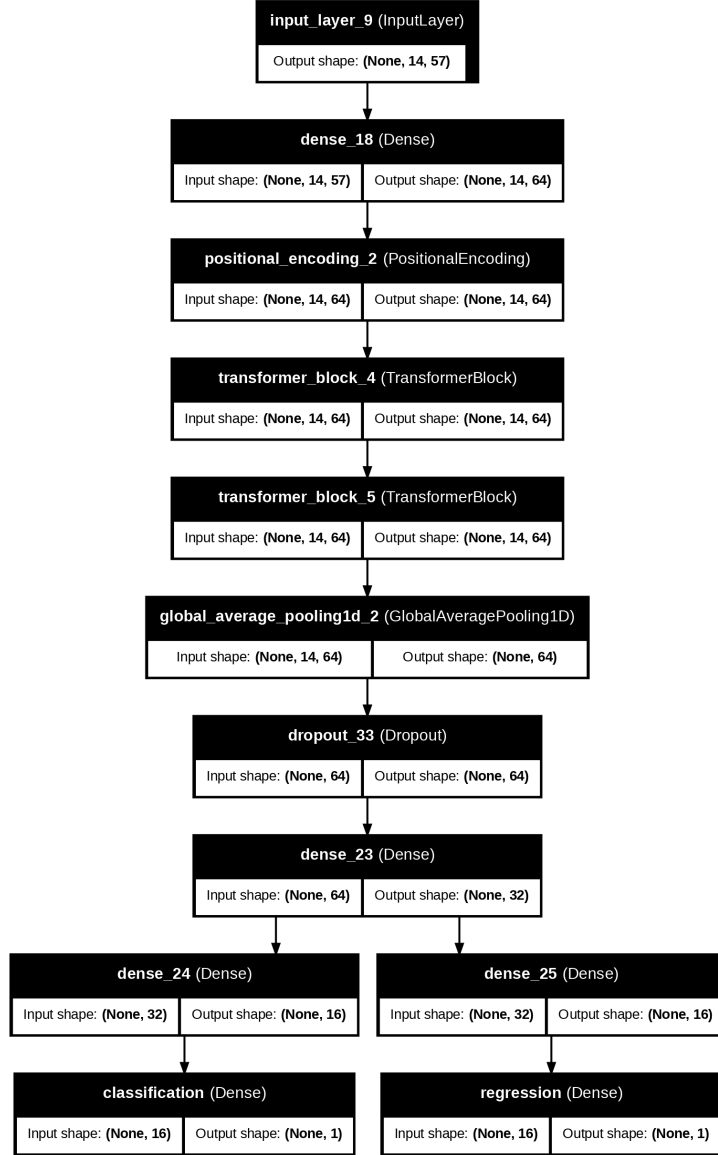 input_layer_9 (InputLayer)
Output shape: (None, 14, 57)
dense_18 (Dense)
Input shape: (None, 14, 57) Output shape: (None, 14, 64)
positional_encoding_2 (PositionalEncoding)
Input shape: (None, 14, 64) Output shape: (None, 14, 64)
transformer_block_4 (TransformerBlock)
Input shape: (None, 14, 64) Output shape: (None, 14, 64)
transformer_block_5 (TransformerBlock)
Input shape: (None, 14, 64) Output shape: (None, 14, 64)
global_average_pooling1d_2 (GlobalAveragePooling1D)
Input shape: (None, 14, 64) Output shape: (None, 64)
dropout_33 (Dropout)
Input shape: (None, 64) Output shape: (None, 64)
dense_23 (Dense)
Input shape: (None, 64) Output shape: (None, 32)
dense_24 (Dense) dense_25 (Dense)
Input shape: (None, 32) Output shape: (None, 16) Input shape: (None, 32) Output shape: (None, 16)
classification (Dense) regression (Dense)
Input shape: (None, 16) Output shape: (None, 1) Input shape: (None, 16) Output shape: (None, 1)